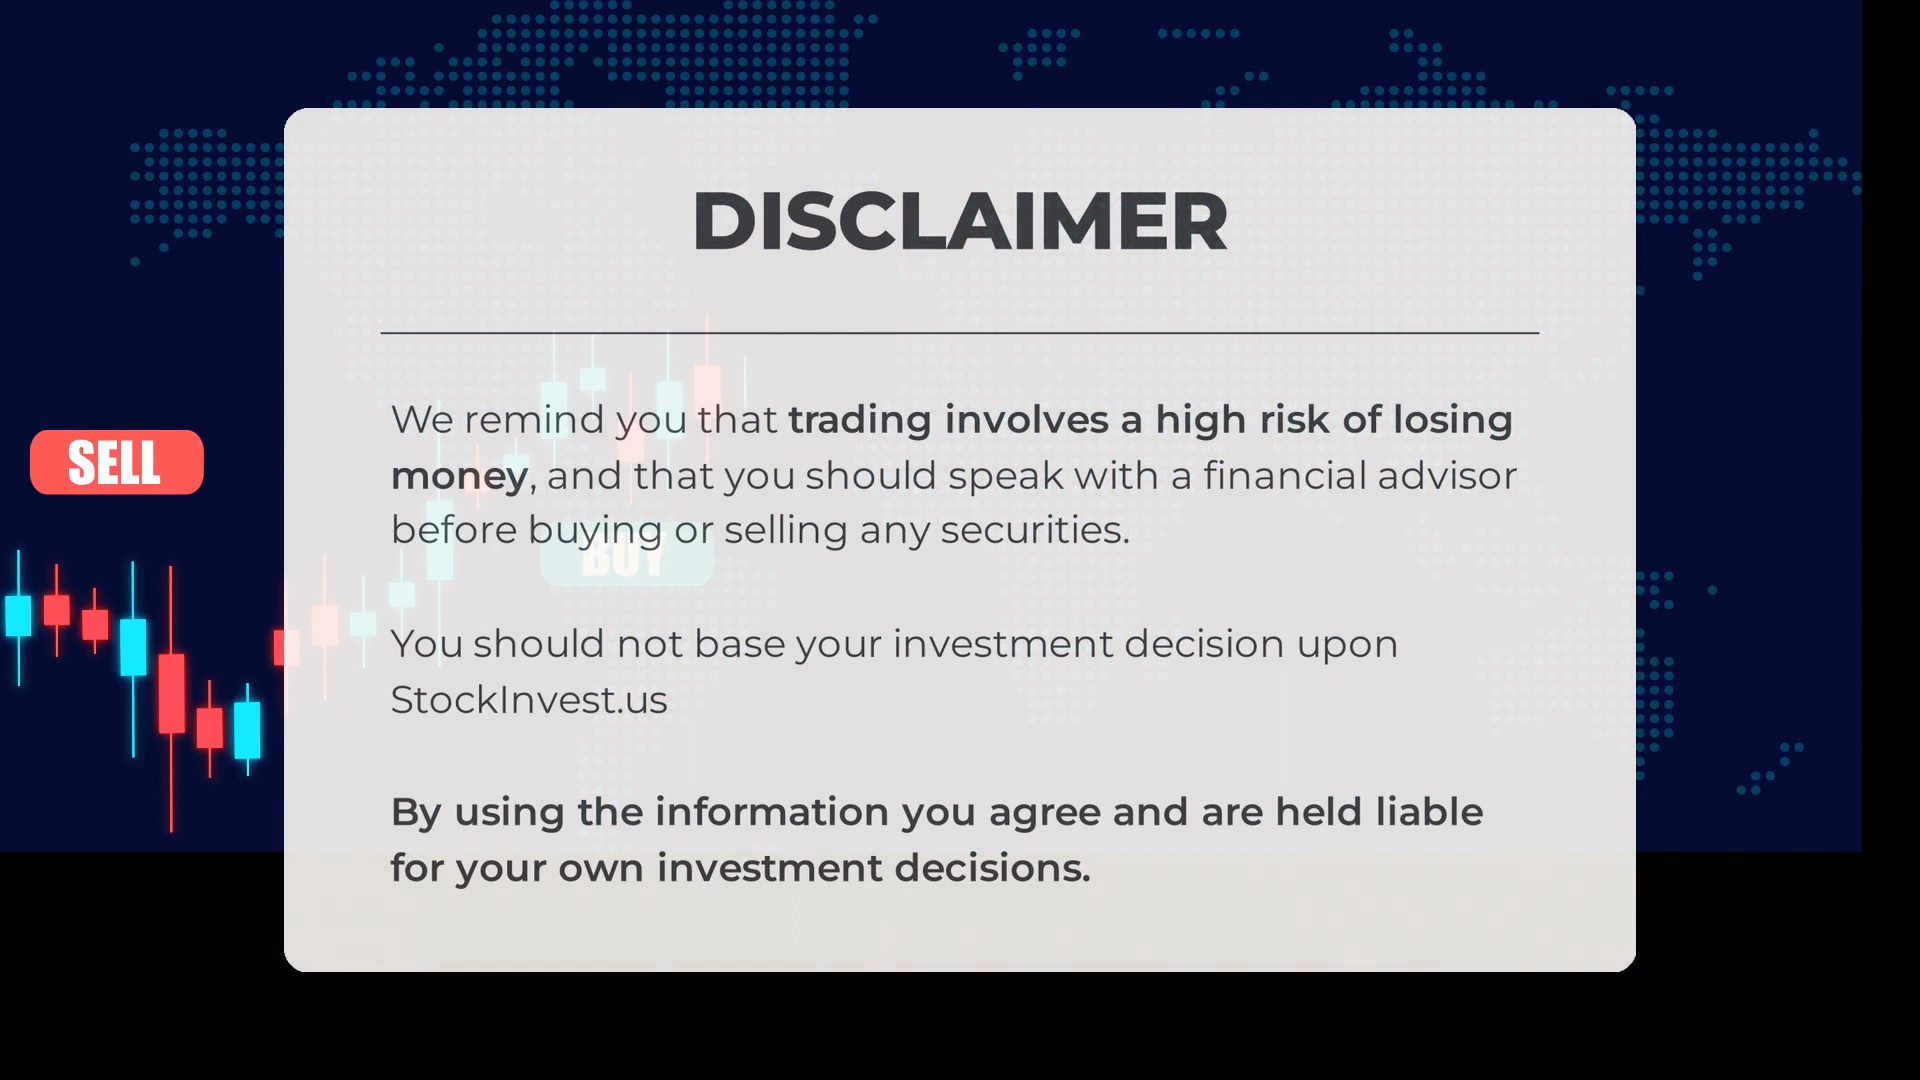 DISCLAIMER
We remind you that trading involves a high risk of losing
money, and that you should speak with a financial advisor
before buying or selling any securities.
SELL
BUY
You should not base your investment decision upon
StockInvest.us
By using the information you agree and are held liable
for your own investment decisions.